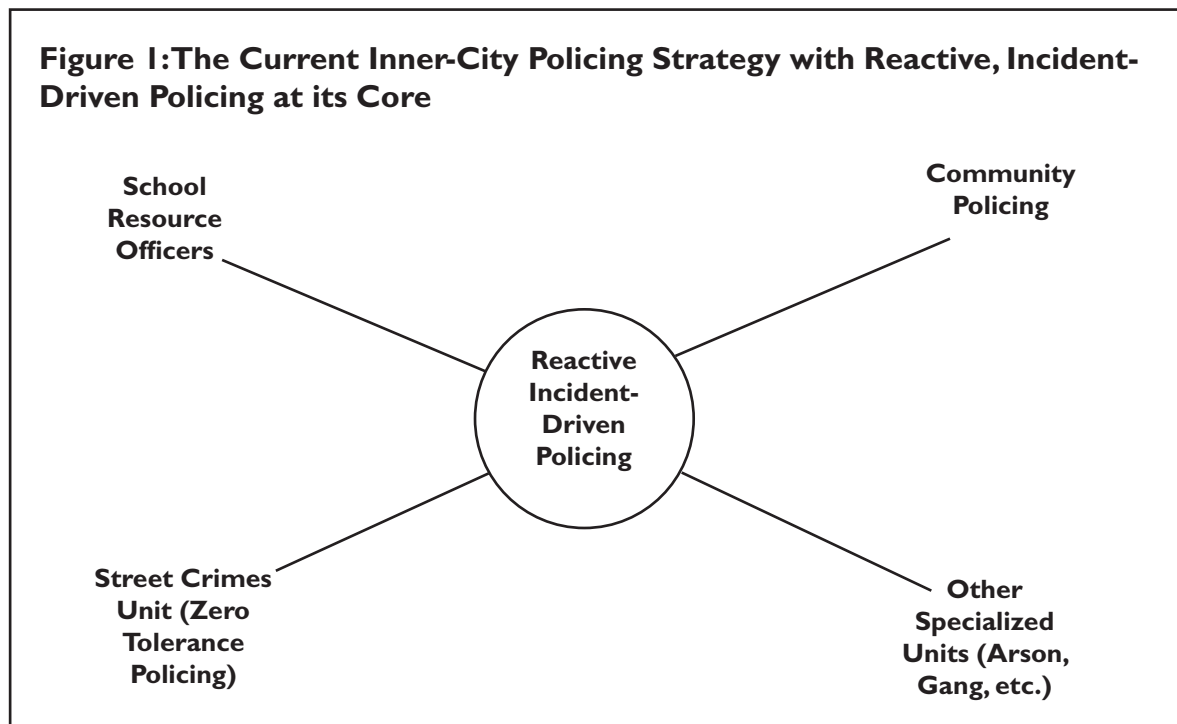 Figure 1:The Current Inner-City Policing Strategy with Reactive, Incident-
Driven Policing at its Core
School
Resource
Officers
Community
Policing
Reactive
Incident-
Driven
Policing
Street Crimes
Unit (Zero
Tolerance
Policing)
Other
Specialized
Units (Arson,
Gang, etc.)